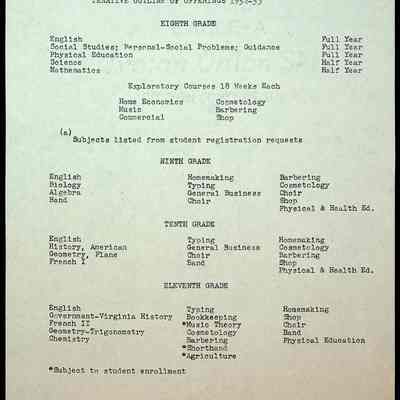 TENATIVE OUTLINE OF OFFERINGS 1952-53
EIGHTH GRADE
English Full Year
Social Studies; Personal-Social Problems; Guidance Full Year
Physical Education Full Year
Science Half Year
Mathematics Half Year
Exploratory Courses 18 Weeks Each
Home Economics Cosmetology
Music Barbering
Commercial Shop
(a)
Subjects listed from student registration requests
NINTH GRADE
English Homemaking Barbering
Biology Typing Cosmetology
Algebra General Business Choir
Band Choir Shop
Physical & Health Ed.
TENTH GRADE
English Typing Homemaking
History, American General Business Cosmetology
Geometry, Plane Choir Barbering
French I Band Shop
Physical & Health Ed.
ELEVENTH GRADE
English Typing Homemaking
Government-Virginia History Bookkeeping Shop
French II *Music Theory Choir
Geometry-Trigonometry Cosmetology Band
Chemistry Barbering Physical Education
*Shorthand
*Agriculture
*Subject to student enrollment